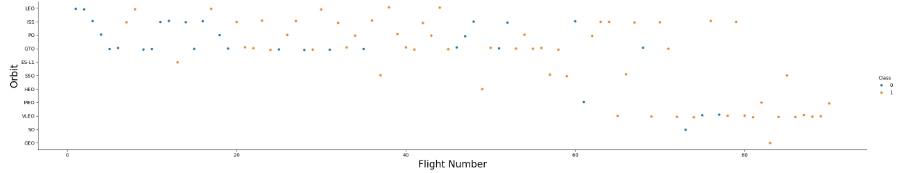 LEO
ISS
PO
GTO
ES-L1
SSO
HEO
MEO
VLEO
SO
GEO
Orbit
0
20
40
60
80
Flight Number
Class
0
1